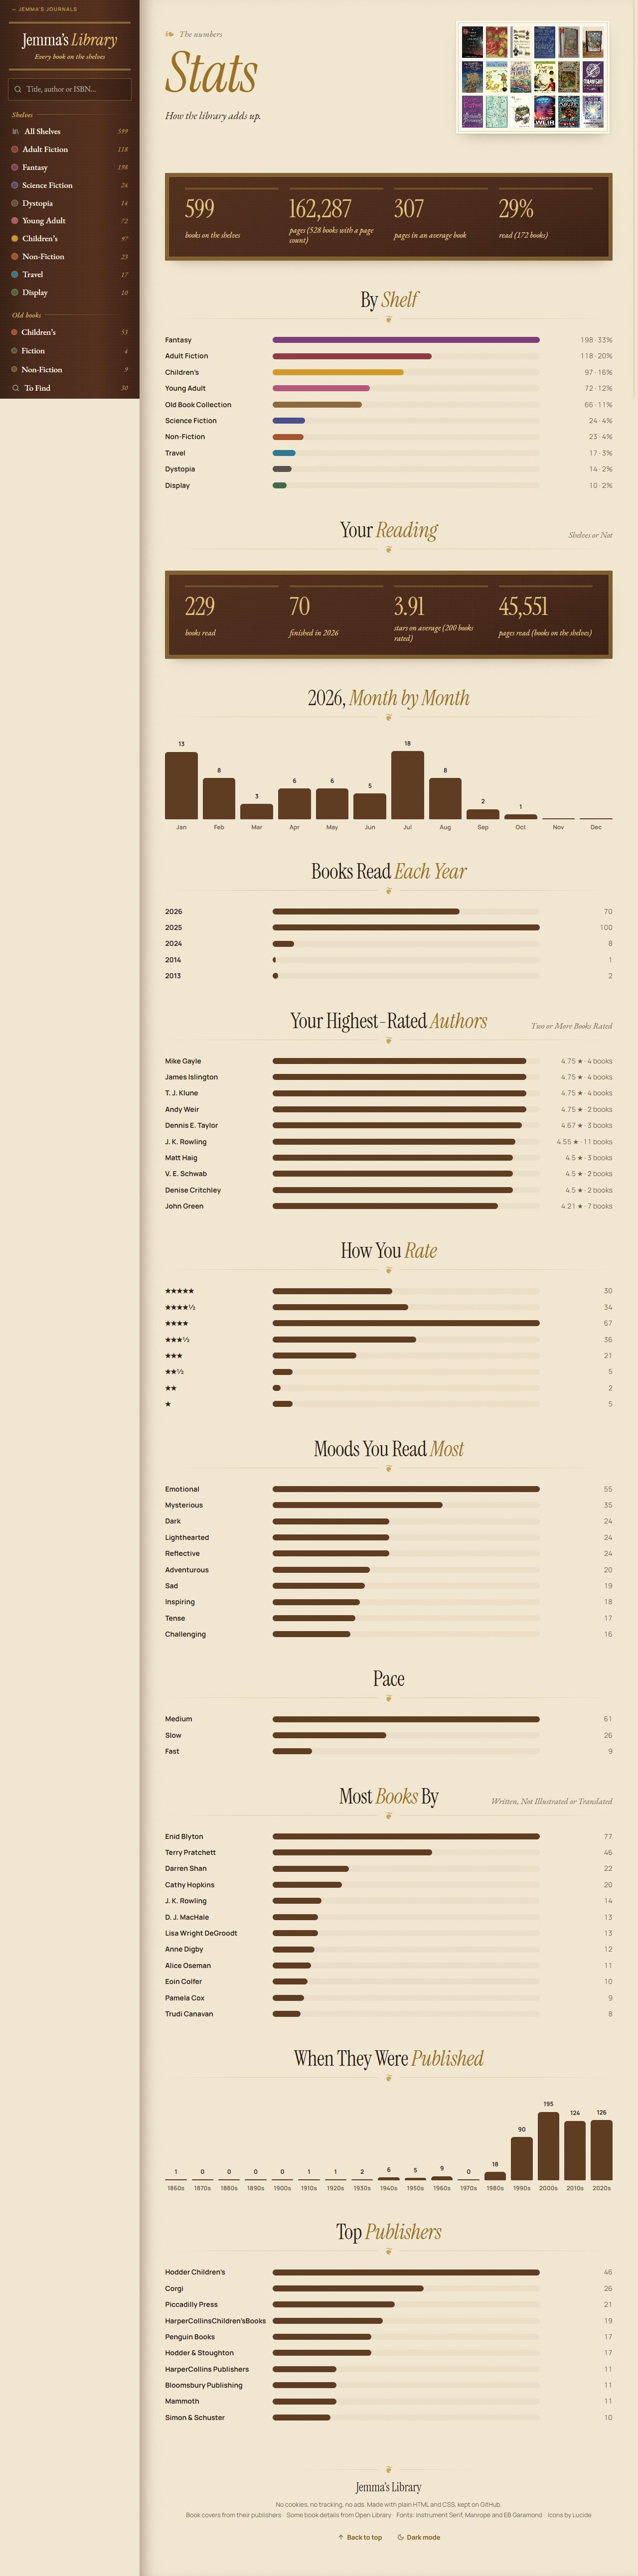 ← JEMMA'S JOURNALS
Jemma's Library
Every book on the shelves
Title, author or ISBN...
Shelves
All Shelves 599
Adult Fiction 118
Fantasy 198
Science Fiction 24
Dystopia 14
Young Adult 72
Children's 97
Non-Fiction 23
Travel 17
Display 10
Old books
Children's 53
Fiction 4
Non-Fiction 9
To Find 30
The numbers
Stats
How the library adds up.
599
books on the shelves
162,287
pages (528 books with a page count)
307
pages in an average book
29%
read (172 books)
By Shelf
Fantasy 198 · 33%
Adult Fiction 118 · 20%
Children's 97 · 16%
Young Adult 72 · 12%
Old Book Collection 66 · 11%
Science Fiction 24 · 4%
Non-Fiction 23 · 4%
Travel 17 · 3%
Dystopia 14 · 2%
Display 10 · 2%
Your Reading
Shelves or Not
229
books read
70
finished in 2026
3.91
stars on average (200 books rated)
45,551
pages read (books on the shelves)
2026, Month by Month
13 8 3 6 6 5 18 8 2 1
Jan Feb Mar Apr May Jun Jul Aug Sep Oct Nov Dec
Books Read Each Year
2026 70
2025 100
2024 8
2014 1
2013 2
Your Highest-Rated Authors
Two or More Books Rated
Mike Gayle 4.75 ★ · 4 books
James Islington 4.75 ★ · 4 books
T. J. Klune 4.75 ★ · 4 books
Andy Weir 4.75 ★ · 2 books
Dennis E. Taylor 4.67 ★ · 3 books
J. K. Rowling 4.55 ★ · 11 books
Matt Haig 4.5 ★ · 3 books
V. E. Schwab 4.5 ★ · 2 books
Denise Critchley 4.5 ★ · 2 books
John Green 4.21 ★ · 7 books
How You Rate
★★★★★ 30
★★★★½ 34
★★★★ 67
★★★½ 36
★★★ 21
★★½ 5
★★ 2
★ 5
Moods You Read Most
Emotional 55
Mysterious 35
Dark 24
Lighthearted 24
Reflective 24
Adventurous 20
Sad 19
Inspiring 18
Tense 17
Challenging 16
Pace
Medium 61
Slow 26
Fast 9
Most Books By
Written, Not Illustrated or Translated
Enid Blyton 77
Terry Pratchett 46
Darren Shan 22
Cathy Hopkins 20
J. K. Rowling 14
D. J. MacHale 13
Lisa Wright DeGroodt 13
Anne Digby 12
Alice Oseman 11
Eoin Colfer 10
Pamela Cox 9
Trudi Canavan 8
When They Were Published
1 0 0 0 0 1 1 2 6 5 9 0 18 90 195 124 126
1860s 1870s 1880s 1890s 1900s 1910s 1920s 1930s 1940s 1950s 1960s 1970s 1980s 1990s 2000s 2010s 2020s
Top Publishers
Hodder Children's 46
Corgi 26
Piccadilly Press 21
HarperCollinsChildren'sBooks 19
Penguin Books 17
Hodder & Stoughton 17
HarperCollins Publishers 11
Bloomsbury Publishing 11
Mammoth 11
Simon & Schuster 10
Jemma's Library
No cookies, no tracking, no ads. Made with plain HTML and CSS, kept on GitHub.
Book covers from their publishers · Some book details from Open Library · Fonts: Instrument Serif, Manrope and EB Garamond · Icons by Lucide
Back to top
Dark mode